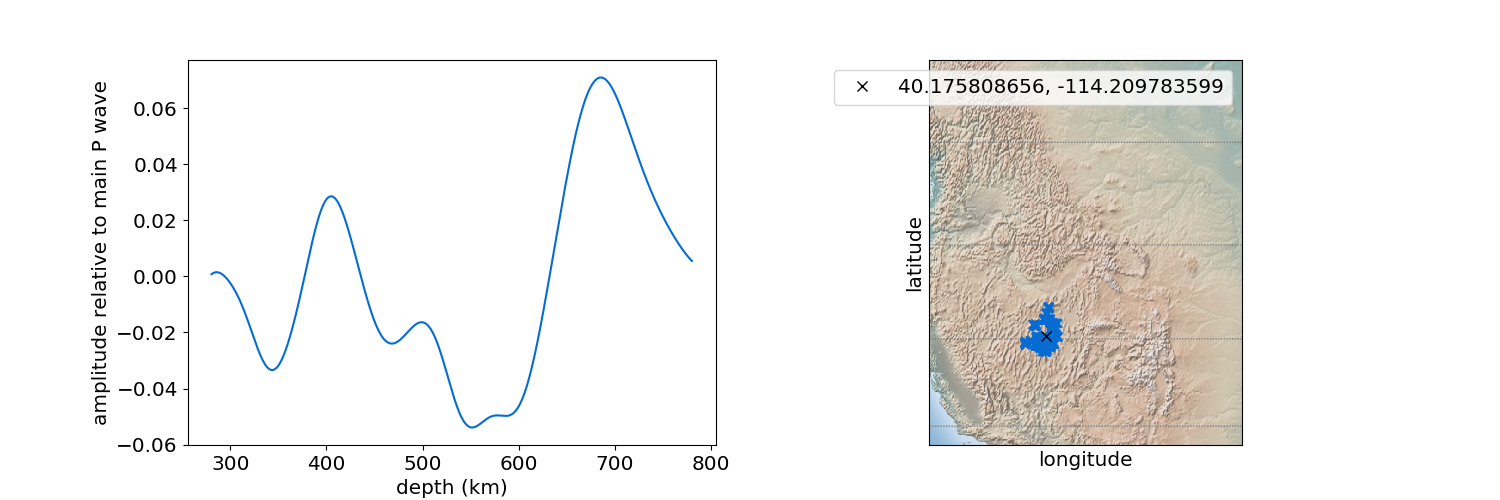 amplitude relative to main P wave
0.06
0.04
0.02
0.00
−0.02
−0.04
−0.06
300 400 500 600 700 800
depth (km)
40.175808656, -114.209783599
latitude
longitude